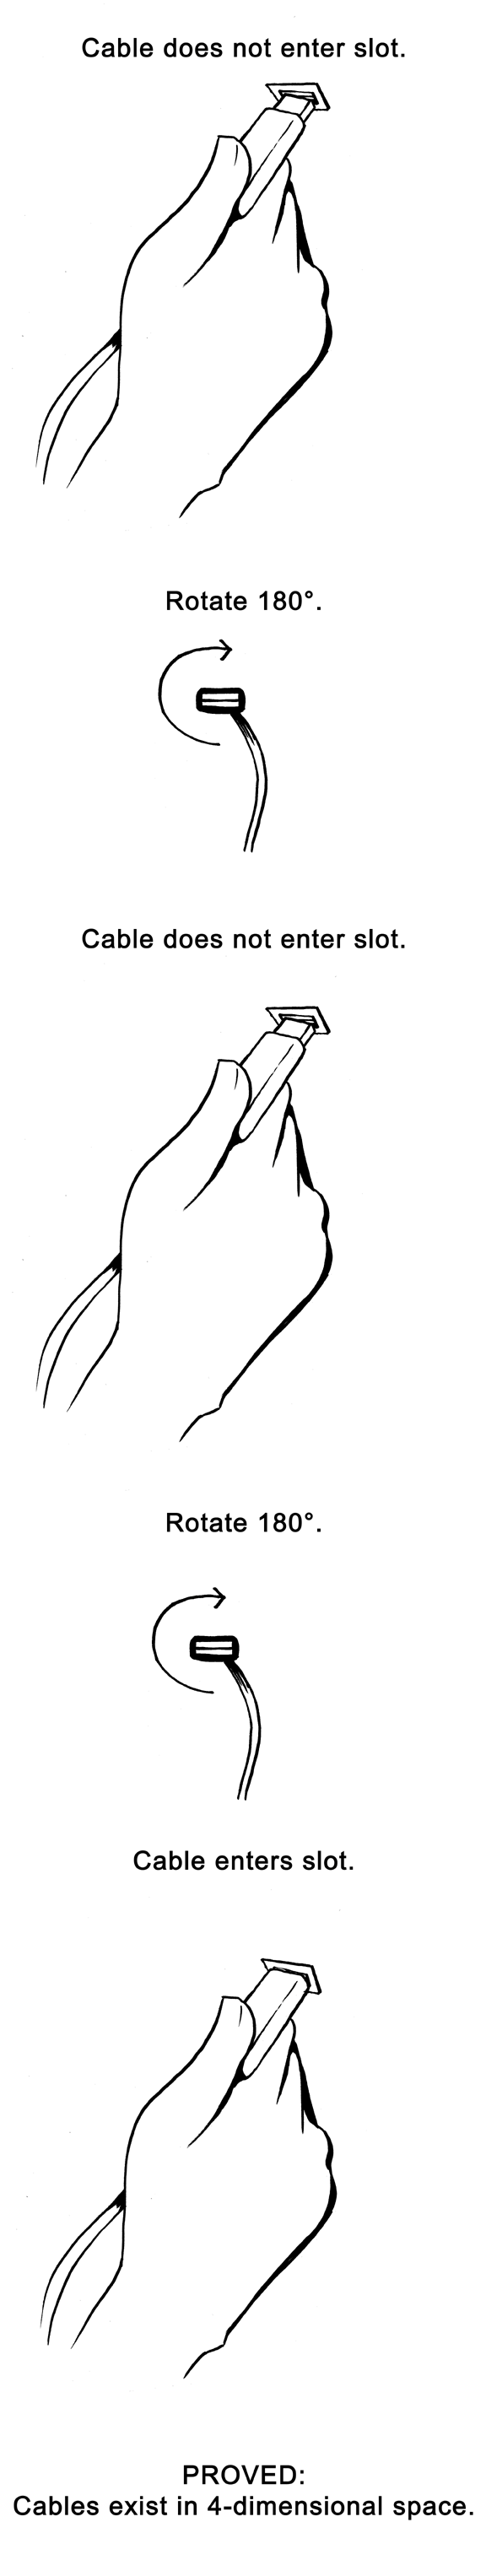 Cable does not enter slot.
Rotate 180°.
Cable does not enter slot.
Rotate 180°.
Cable enters slot.
PROVED:
Cables exist in 4-dimensional space.